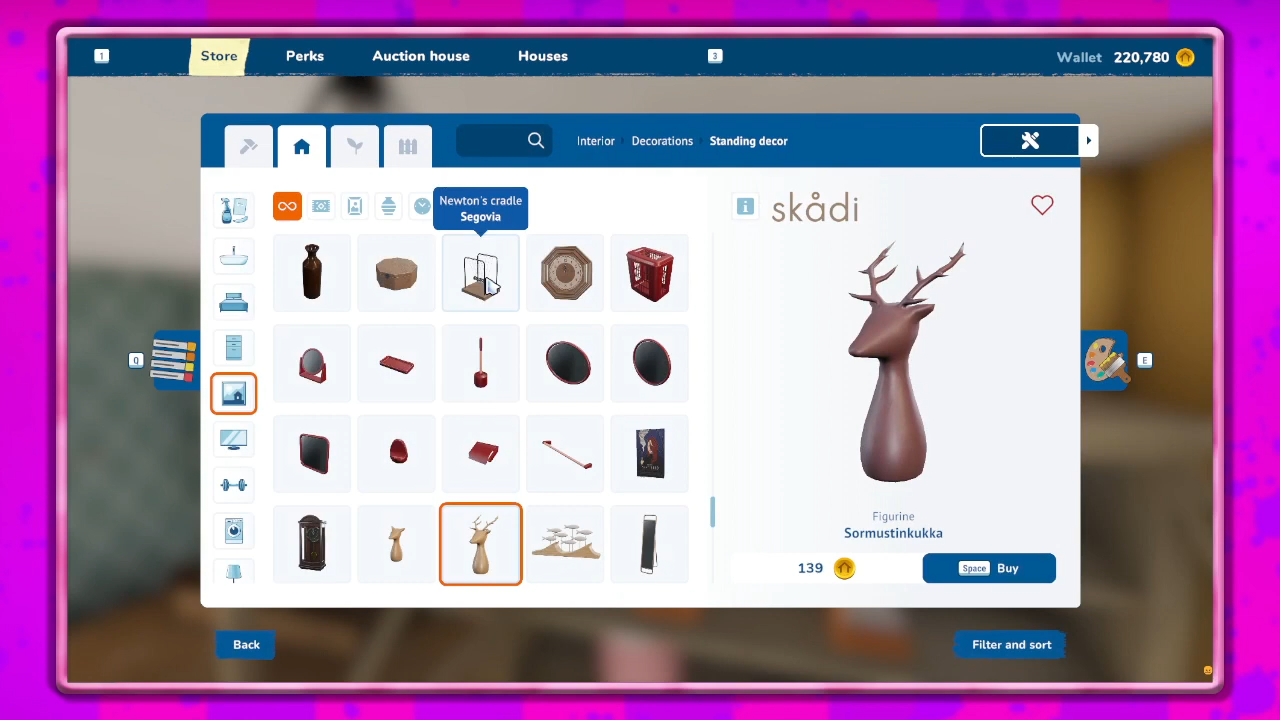 1
Store
Perks
Auction house
Houses
3
Wallet 220,780
Interior
Decorations
Standing decor
Newton's cradle
Segovia
skådi
Q
E
Figurine
Sormustinkukka
139
Space
Buy
Back
Filter and sort